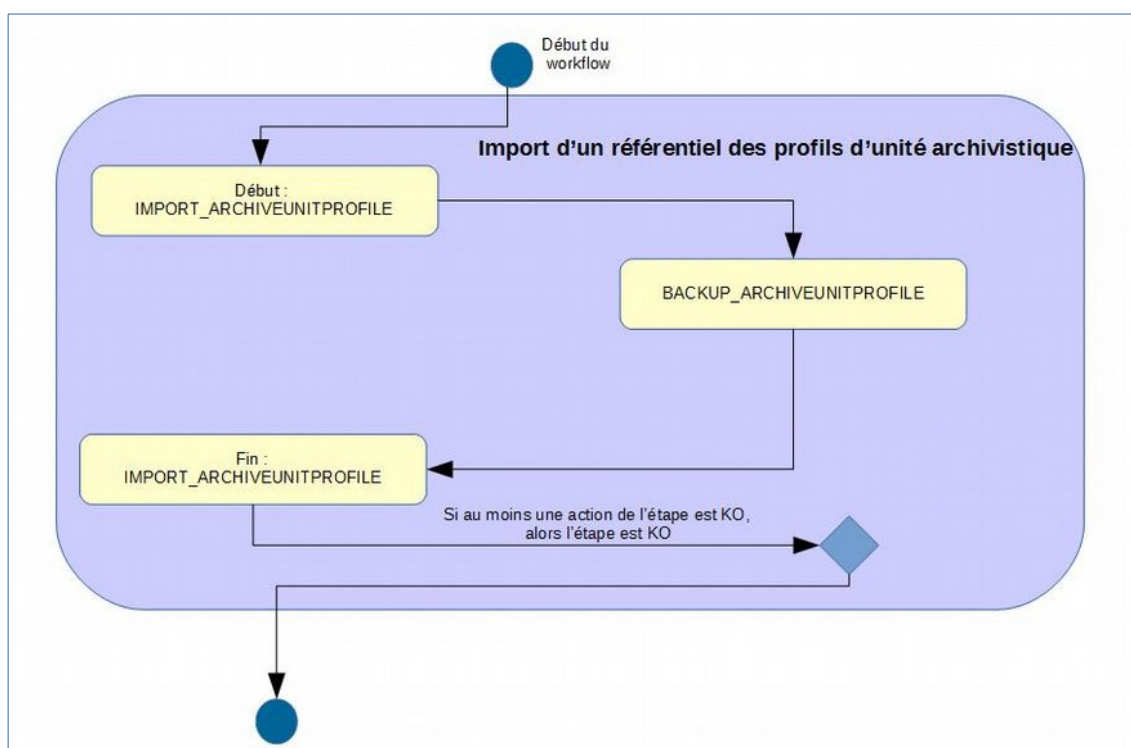 Début du
workflow
Import d’un référentiel des profils d’unité archivistique
Début :
IMPORT_ARCHIVEUNITPROFILE
BACKUP_ARCHIVEUNITPROFILE
Fin :
IMPORT_ARCHIVEUNITPROFILE
Si au moins une action de l’étape est KO,
alors l’étape est KO